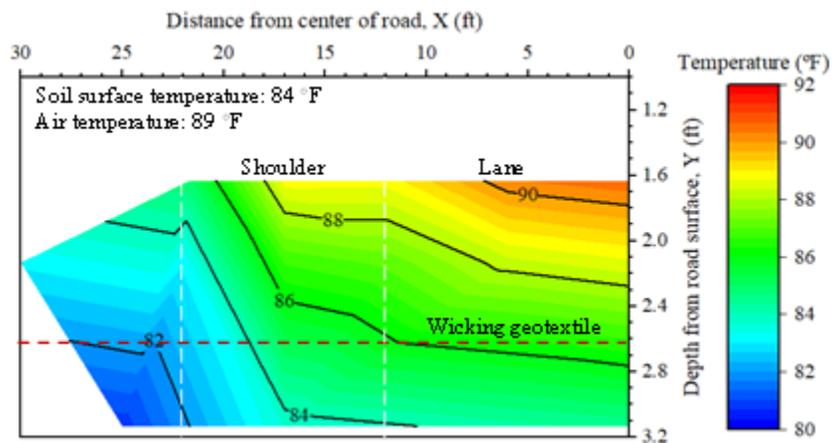 Distance from center of road, X (ft)
30 25 20 15 10 5 0
Temperature (ºF)
Soil surface temperature: 84 °F
Air temperature: 89 °F
Shoulder Lane
90
88
86
Wicking geotextile
82
84
1.2
1.6
2.0
2.4
2.8
3.2
Depth from road surface, Y (ft)
92
90
88
86
84
82
80